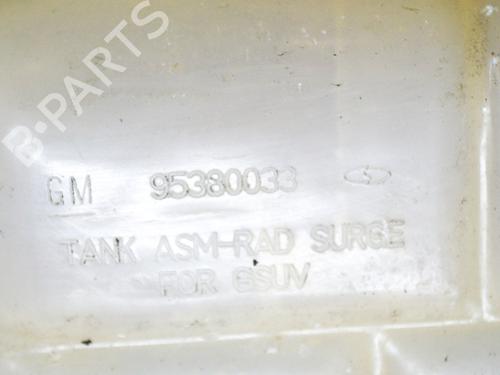 B-PARTS
GM 95380033
TANK ASM-RAD SURGE
FOR GSUV